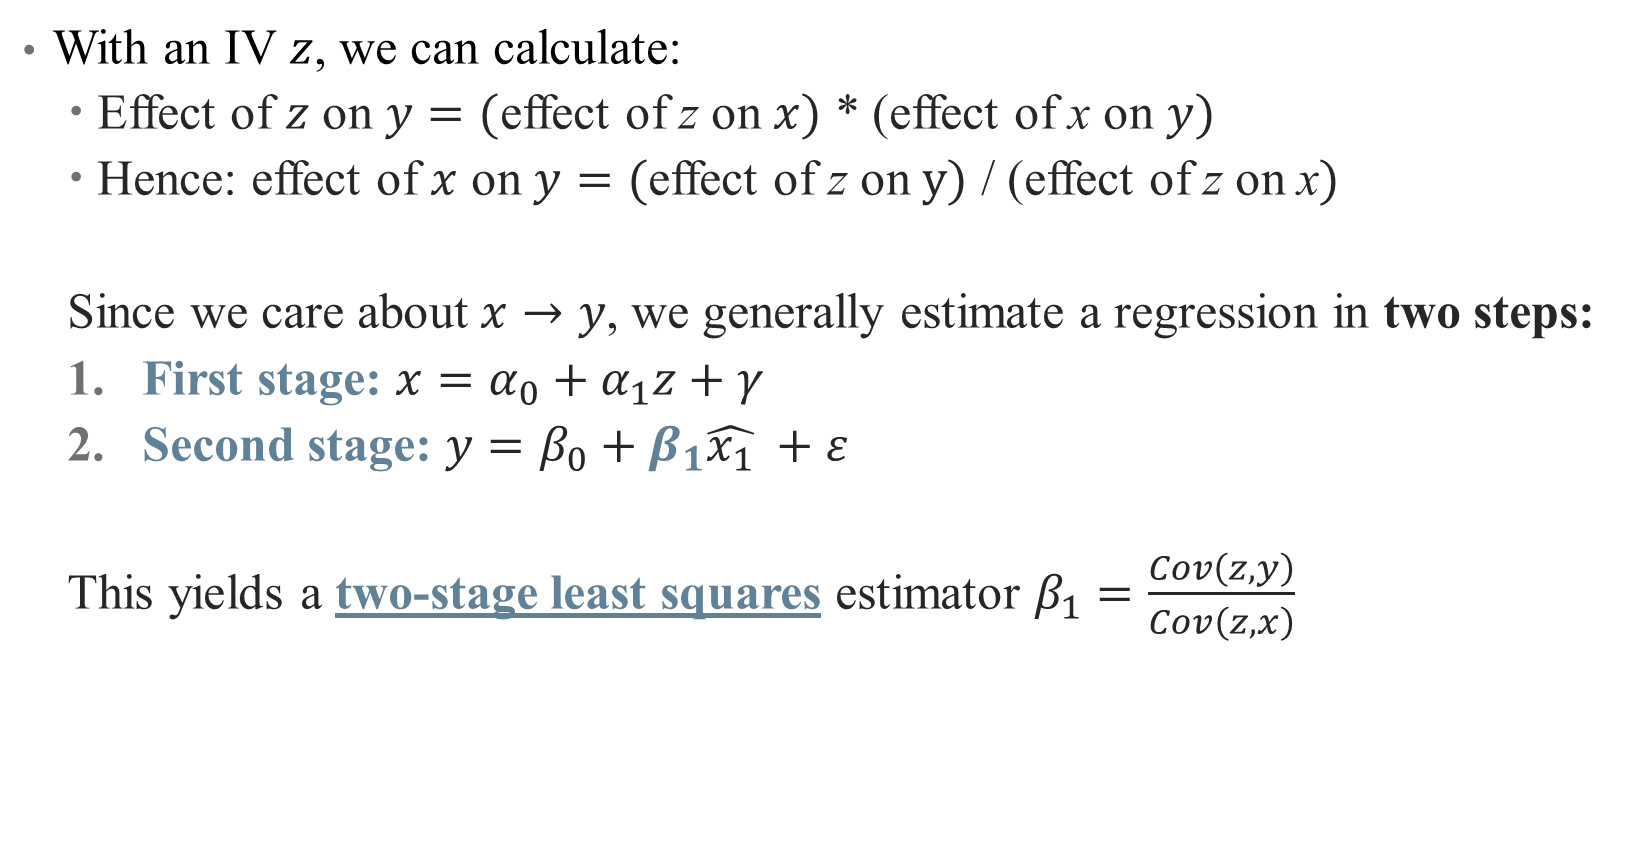 • With an IV z, we can calculate:
• Effect of z on y = (effect of z on x) * (effect of x on y)
• Hence: effect of x on y = (effect of z on y) / (effect of z on x)
Since we care about x → y, we generally estimate a regression in two steps:
1. First stage: x = α₀ + α₁z + γ
2. Second stage: y = β₀ + β₁x̂₁ + ε
This yields a two-stage least squares estimator β₁ = Cov(z,y) / Cov(z,x)